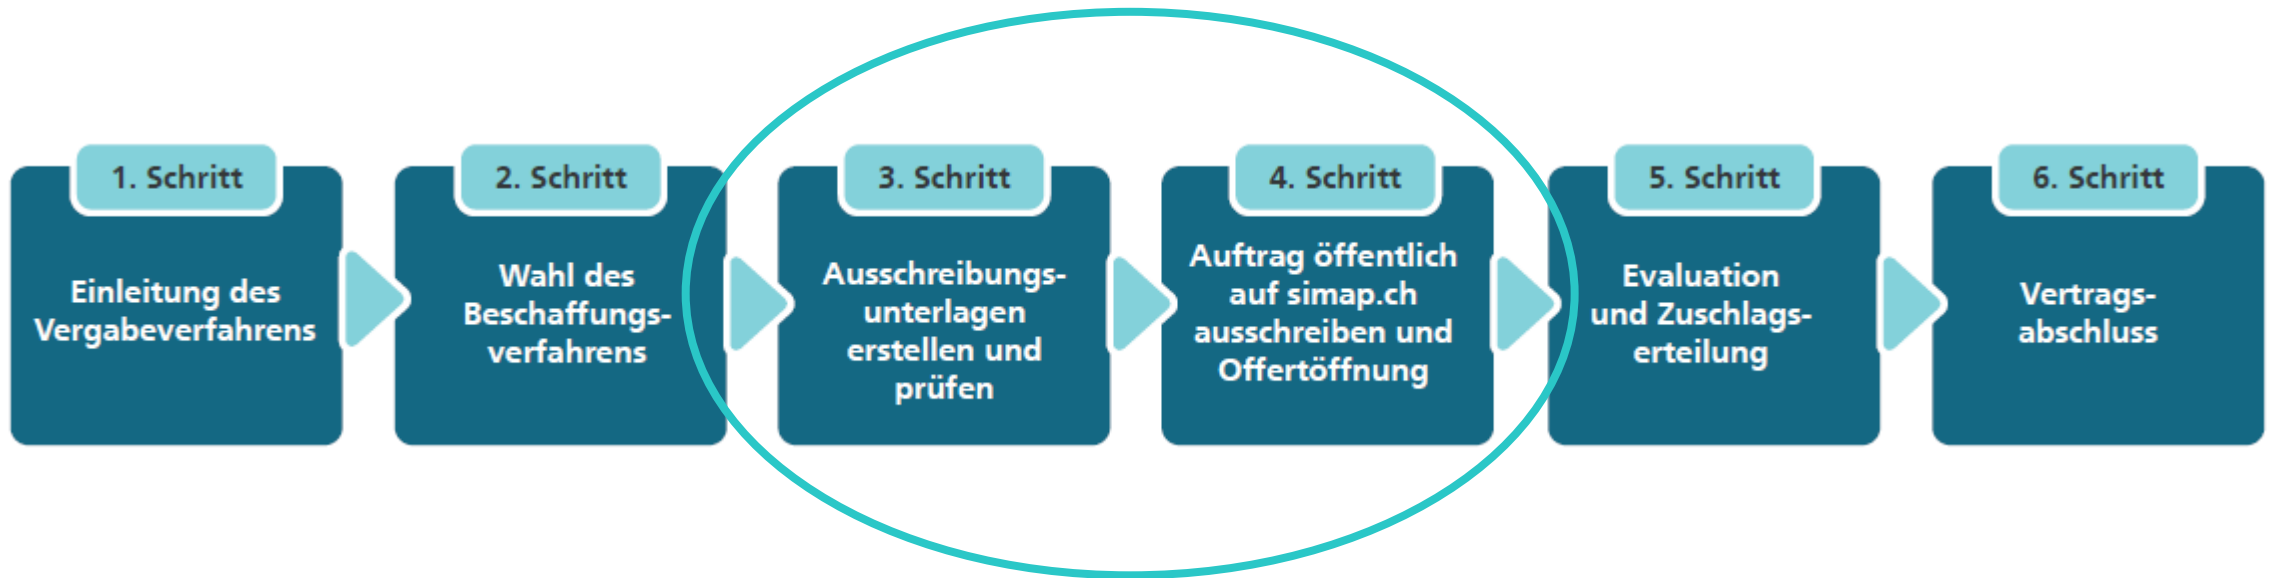 1. Schritt
Einleitung des
Vergabeverfahrens
2. Schritt
Wahl des
Beschaffungs-
verfahrens
3. Schritt
Ausschreibungs-
unterlagen
erstellen und
prüfen
4. Schritt
Auftrag öffentlich
auf simap.ch
ausschreiben und
Offertöffnung
5. Schritt
Evaluation
und Zuschlags-
erteilung
6. Schritt
Vertrags-
abschluss